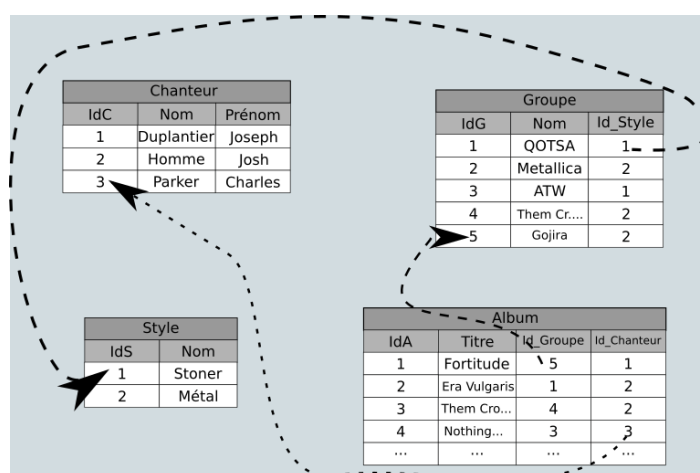 Chanteur
IdC Nom Prénom
1 Duplantier Joseph
2 Homme Josh
3 Parker Charles
Groupe
IdG Nom Id_Style
1 QOTSA 1
2 Metallica 2
3 ATW 1
4 Them Cr.... 2
5 Gojira 2
Style
IdS Nom
1 Stoner
2 Métal
Album
IdA Titre Id_Groupe Id_Chanteur
1 Fortitude 5 1
2 Era Vulgaris 1 2
3 Them Cro... 4 2
4 Nothing... 3 3
... ... ... ...